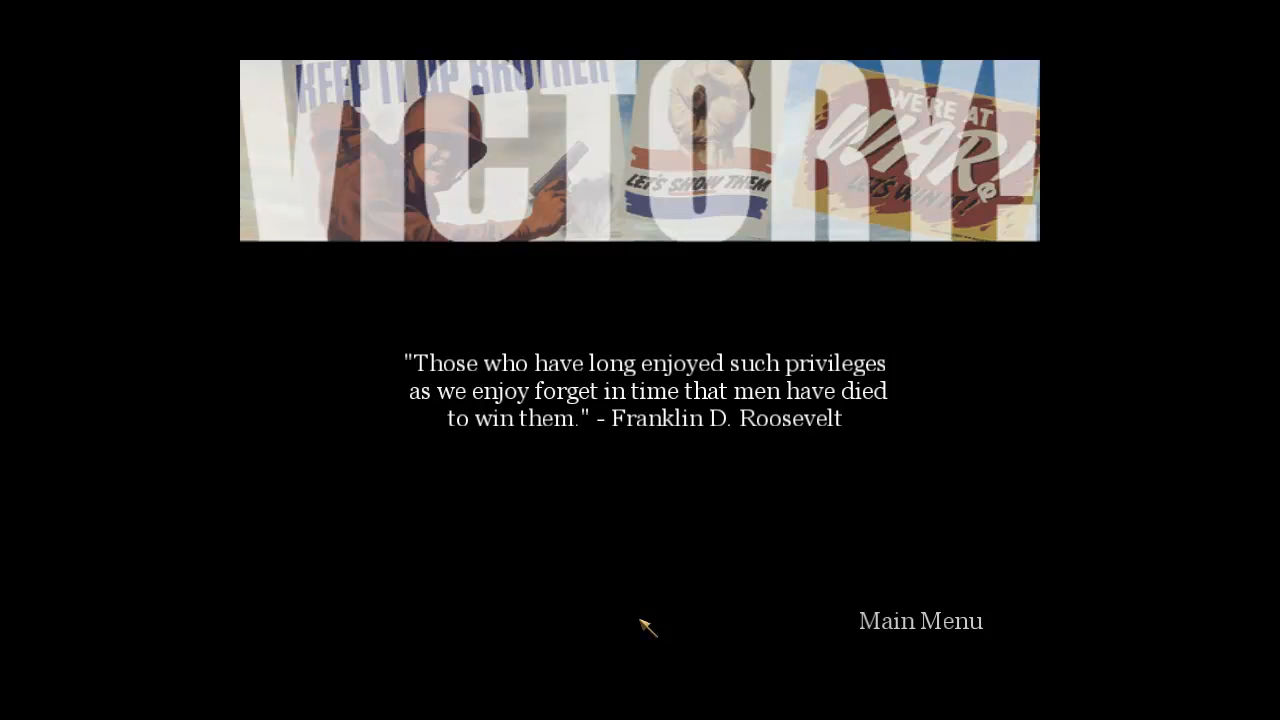 VICTORY!
KEEP IT UP BROTHER
LET'S SHOW THEM
WE'RE AT
WAR!
LET'S WIN IT!
"Those who have long enjoyed such privileges
as we enjoy forget in time that men have died
to win them." - Franklin D. Roosevelt
Main Menu